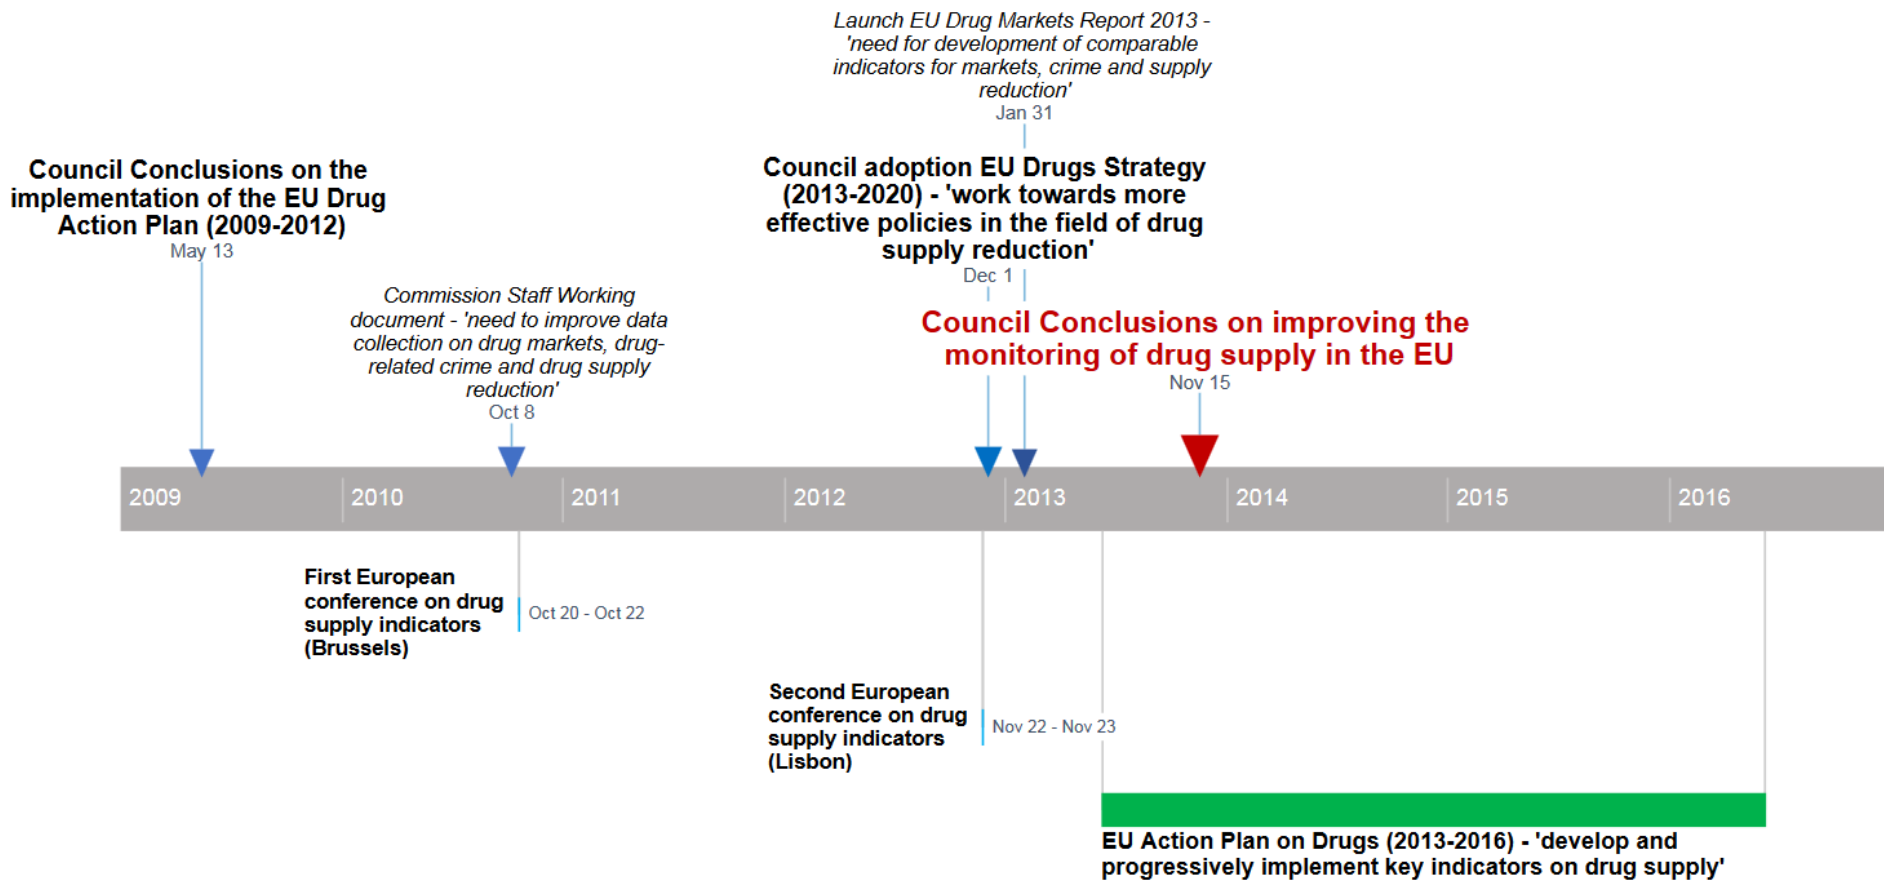 Launch EU Drug Markets Report 2013 -
'need for development of comparable
indicators for markets, crime and supply
reduction'
Jan 31
Council Conclusions on the
implementation of the EU Drug
Action Plan (2009-2012)
May 13
Council adoption EU Drugs Strategy
(2013-2020) - 'work towards more
effective policies in the field of drug
supply reduction'
Dec 1
Commission Staff Working
document - 'need to improve data
collection on drug markets, drug-
related crime and drug supply
reduction'
Oct 8
Council Conclusions on improving the
monitoring of drug supply in the EU
Nov 15
2009 2010 2011 2012 2013 2014 2015 2016
First European
conference on drug
supply indicators
(Brussels)
Oct 20 - Oct 22
Second European
conference on drug
supply indicators
(Lisbon)
Nov 22 - Nov 23
EU Action Plan on Drugs (2013-2016) - 'develop and
progressively implement key indicators on drug supply'